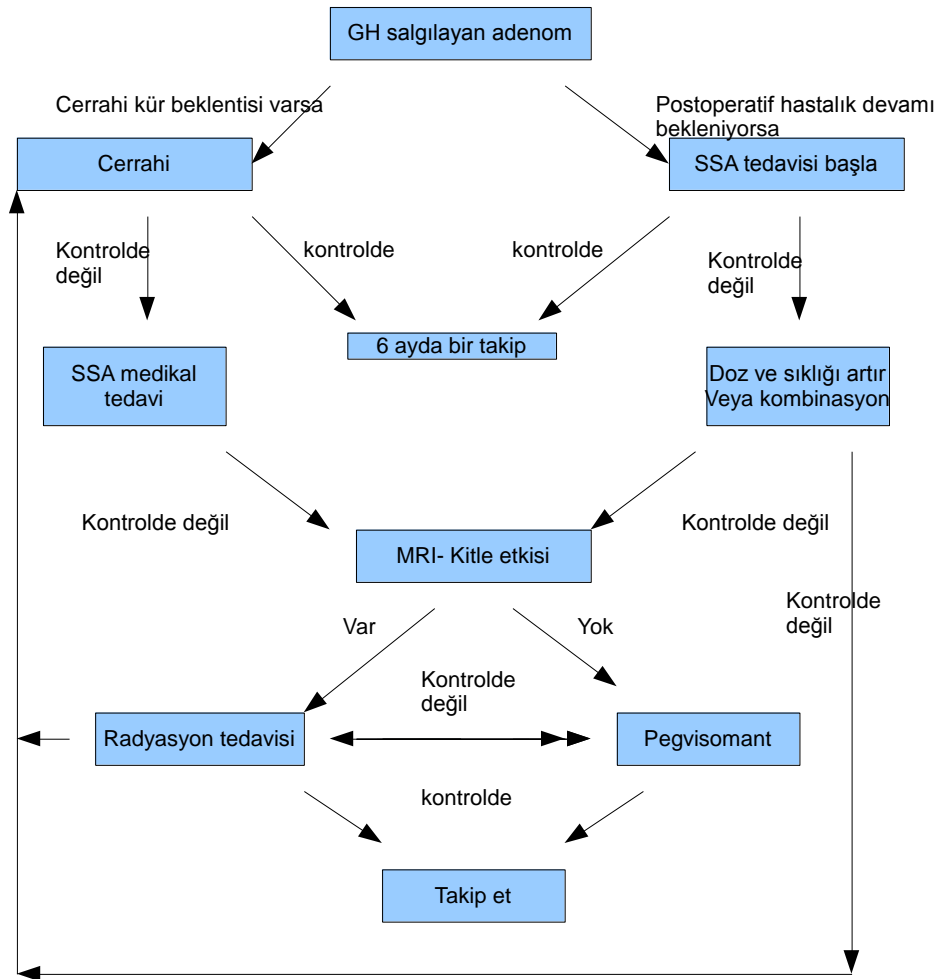 GH salgılayan adenom
Cerrahi kür beklentisi varsa
Postoperatif hastalık devamı
bekleniyorsa
Cerrahi
SSA tedavisi başla
Kontrolde
değil
kontrolde
kontrolde
Kontrolde
değil
6 ayda bir takip
SSA medikal
tedavi
Doz ve sıklığı artır
Veya kombinasyon
Kontrolde değil
Kontrolde değil
MRI- Kitle etkisi
Kontrolde
değil
Var
Yok
Kontrolde
değil
Radyasyon tedavisi
Pegvisomant
kontrolde
Takip et